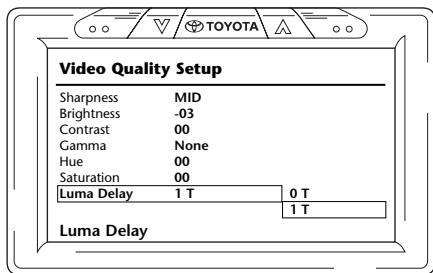 TOYOTA
Video Quality Setup
Sharpness MID
Brightness -03
Contrast 00
Gamma None
Hue 00
Saturation 00
Luma Delay 1 T 0 T
1 T
Luma Delay